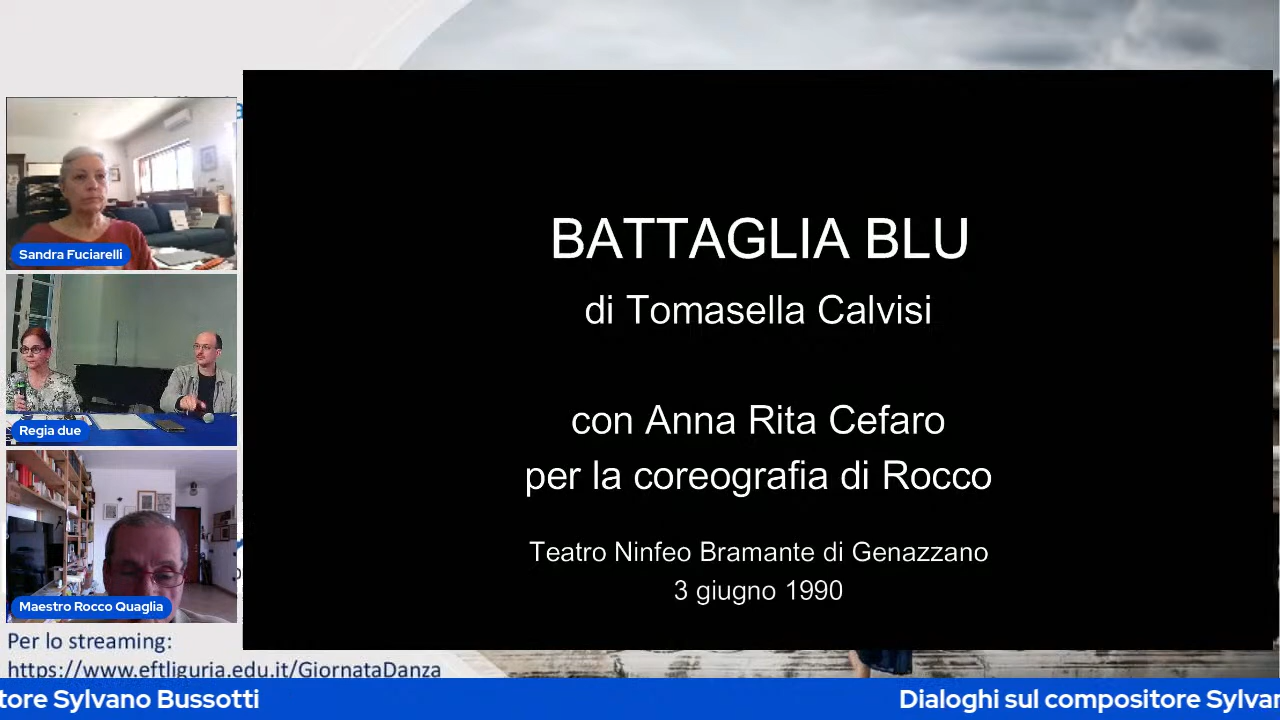 BATTAGLIA BLU
di Tomasella Calvisi
con Anna Rita Cefaro
per la coreografia di Rocco
Teatro Ninfeo Bramante di Genazzano
3 giugno 1990
Sandra Fuciarelli
Regia due
Maestro Rocco Quaglia
Per lo streaming:
https://www.eftliguria.edu.it/GiornataDanza
tore Sylvano Bussotti
Dialoghi sul compositore Sylvan